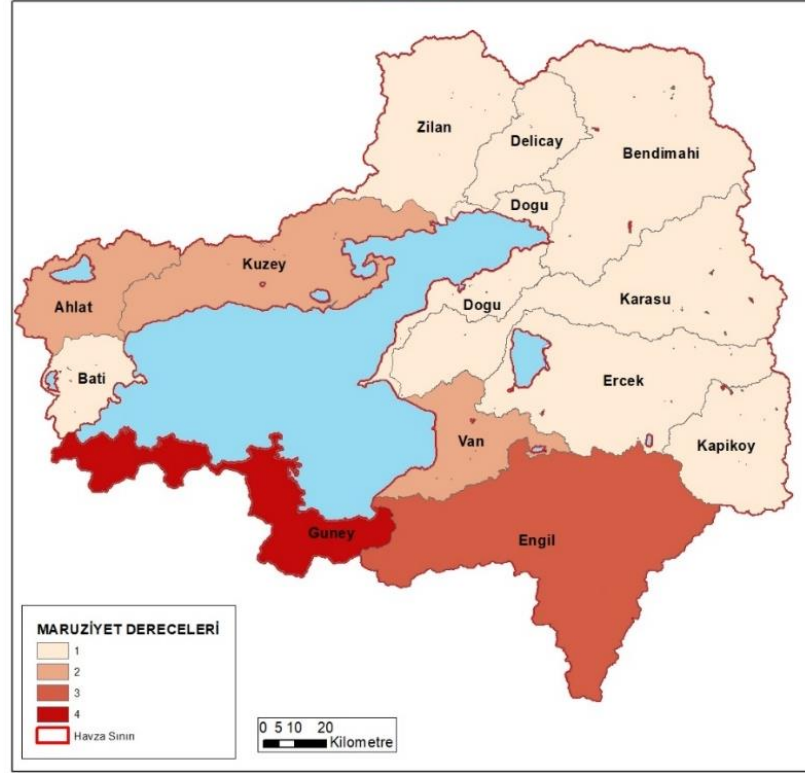 Zilan
Delicay
Bendimahi
Dogu
Kuzey
Ahlat
Dogu
Karasu
Bati
Ercek
Van
Kapikoy
Guney
Engil
MARUZİYET DERECELERİ
1
2
3
4
Havza Sınırı
0 5 10 20
Kilometre